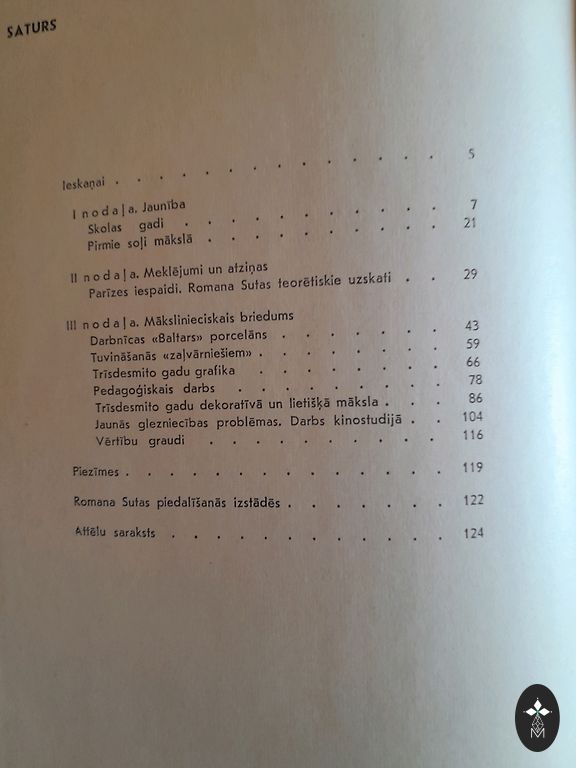 SATURS
Ieskaņai . . . . . . . . . . . . 5
I nodaļa. Jaunība
Skolas gadi . . . . . . . . . . 7
Pirmie soļi mākslā . . . . . . . . . 21
II nodaļa. Meklējumi un atziņas
Parīzes iespaidi. Romana Sutas teorētiskie uzskati . . 29
III nodaļa. Mākslinieciskais briedums
Darbnīcas «Baltars» porcelāns . . . . . . . 43
Tuvināšanās «zaļvārniešiem» . . . . . . . 59
Trīsdesmito gadu grafika . . . . . . . . 66
Pedagoģiskais darbs . . . . . . . . 78
Trīsdesmito gadu dekoratīvā un lietišķā māksla . . . 86
Jaunās glezniecības problēmas. Darbs kinostudijā . . 104
Vērtību graudi . . . . . . . . . . 116
Piezīmes . . . . . . . . . . . . 119
Romana Sutas piedalīšanās izstādēs . . . . . . 122
Attēlu saraksts . . . . . . . . . . 124
M